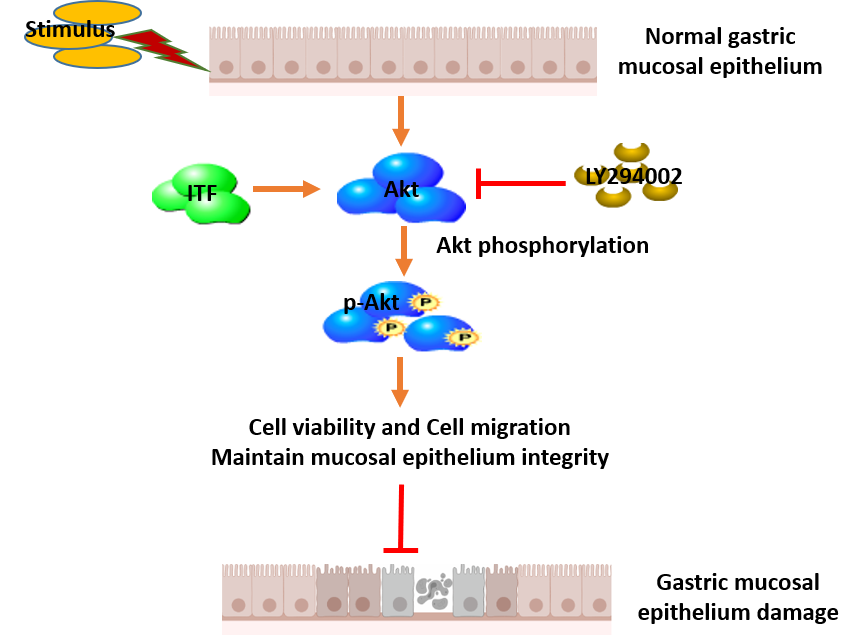 Stimulus
Normal gastric
mucosal epithelium
ITF
Akt
LY294002
Akt phosphorylation
p-Akt
P
P
P
Cell viability and Cell migration
Maintain mucosal epithelium integrity
Gastric mucosal
epithelium damage